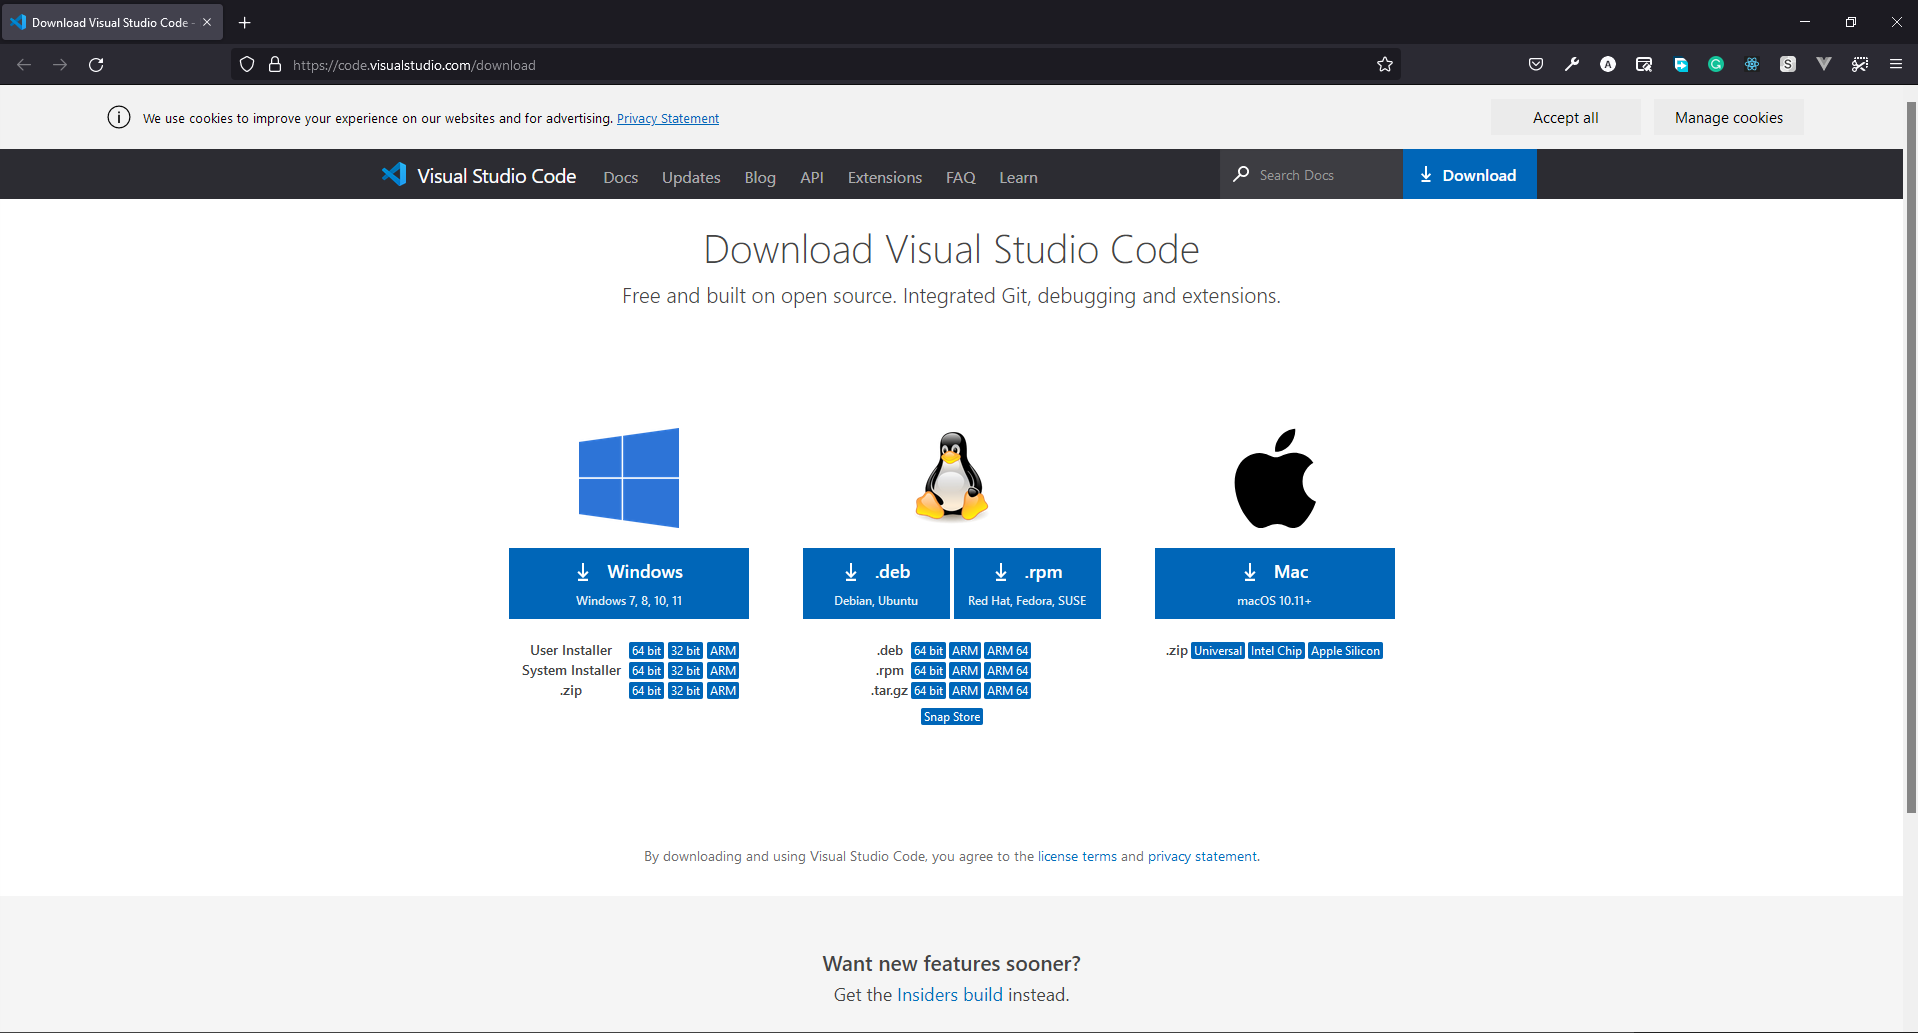 Download Visual Studio Code -
https://code.visualstudio.com/download
We use cookies to improve your experience on our websites and for advertising. Privacy Statement
Accept all
Manage cookies
Visual Studio Code Docs Updates Blog API Extensions FAQ Learn
Search Docs
Download
Download Visual Studio Code
Free and built on open source. Integrated Git, debugging and extensions.
Windows
Windows 7, 8, 10, 11
.deb
Debian, Ubuntu
.rpm
Red Hat, Fedora, SUSE
Mac
macOS 10.11+
User Installer 64 bit 32 bit ARM
System Installer 64 bit 32 bit ARM
.zip 64 bit 32 bit ARM
.deb 64 bit ARM ARM 64
.rpm 64 bit ARM ARM 64
.tar.gz 64 bit ARM ARM 64
Snap Store
.zip Universal Intel Chip Apple Silicon
By downloading and using Visual Studio Code, you agree to the license terms and privacy statement.
Want new features sooner?
Get the Insiders build instead.